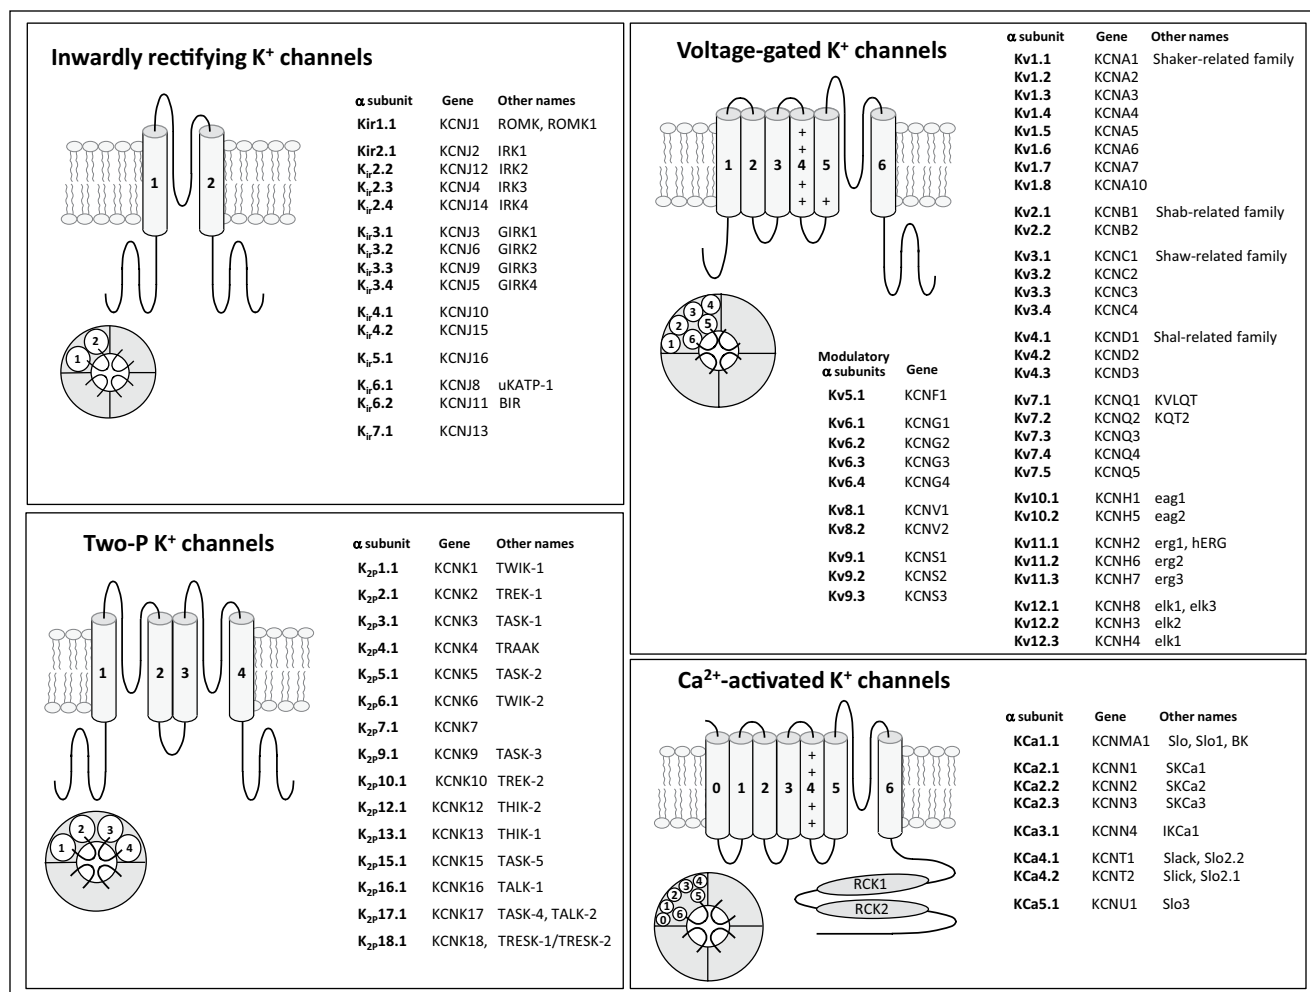 Inwardly rectifying K+ channels
α subunit Gene Other names
Kir1.1 KCNJ1 ROMK, ROMK1
Kir2.1 KCNJ2 IRK1
Kir2.2 KCNJ12 IRK2
Kir2.3 KCNJ4 IRK3
Kir2.4 KCNJ14 IRK4
Kir3.1 KCNJ3 GIRK1
Kir3.2 KCNJ6 GIRK2
Kir3.3 KCNJ9 GIRK3
Kir3.4 KCNJ5 GIRK4
Kir4.1 KCNJ10
Kir4.2 KCNJ15
Kir5.1 KCNJ16
Kir6.1 KCNJ8 uKATP-1
Kir6.2 KCNJ11 BIR
Kir7.1 KCNJ13
1 2
2
1
Voltage-gated K+ channels
α subunit Gene Other names
Kv1.1 KCNA1 Shaker-related family
Kv1.2 KCNA2
Kv1.3 KCNA3
Kv1.4 KCNA4
Kv1.5 KCNA5
Kv1.6 KCNA6
Kv1.7 KCNA7
Kv1.8 KCNA10
Kv2.1 KCNB1 Shab-related family
Kv2.2 KCNB2
Kv3.1 KCNC1 Shaw-related family
Kv3.2 KCNC2
Kv3.3 KCNC3
Kv3.4 KCNC4
Kv4.1 KCND1 Shal-related family
Kv4.2 KCND2
Kv4.3 KCND3
Kv7.1 KCNQ1 KVLQT
Kv7.2 KCNQ2 KQT2
Kv7.3 KCNQ3
Kv7.4 KCNQ4
Kv7.5 KCNQ5
Kv10.1 KCNH1 eag1
Kv10.2 KCNH5 eag2
Kv11.1 KCNH2 erg1, hERG
Kv11.2 KCNH6 erg2
Kv11.3 KCNH7 erg3
Kv12.1 KCNH8 elk1, elk3
Kv12.2 KCNH3 elk2
Kv12.3 KCNH4 elk1
+
+
1 2 3 4 5 6
+
+ +
4
3
2 5
1 6
Modulatory
α subunits Gene
Kv5.1 KCNF1
Kv6.1 KCNG1
Kv6.2 KCNG2
Kv6.3 KCNG3
Kv6.4 KCNG4
Kv8.1 KCNV1
Kv8.2 KCNV2
Kv9.1 KCNS1
Kv9.2 KCNS2
Kv9.3 KCNS3
Two-P K+ channels
α subunit Gene Other names
K2P1.1 KCNK1 TWIK-1
K2P2.1 KCNK2 TREK-1
K2P3.1 KCNK3 TASK-1
K2P4.1 KCNK4 TRAAK
K2P5.1 KCNK5 TASK-2
K2P6.1 KCNK6 TWIK-2
K2P7.1 KCNK7
K2P9.1 KCNK9 TASK-3
K2P10.1 KCNK10 TREK-2
K2P12.1 KCNK12 THIK-2
K2P13.1 KCNK13 THIK-1
K2P15.1 KCNK15 TASK-5
K2P16.1 KCNK16 TALK-1
K2P17.1 KCNK17 TASK-4, TALK-2
K2P18.1 KCNK18, TRESK-1/TRESK-2
1 2 3 4
2 3
1 4
Ca2+-activated K+ channels
α subunit Gene Other names
KCa1.1 KCNMA1 Slo, Slo1, BK
KCa2.1 KCNN1 SKCa1
KCa2.2 KCNN2 SKCa2
KCa2.3 KCNN3 SKCa3
KCa3.1 KCNN4 IKCa1
KCa4.1 KCNT1 Slack, Slo2.2
KCa4.2 KCNT2 Slick, Slo2.1
KCa5.1 KCNU1 Slo3
+
+
0 1 2 3 4 5 6
+
+
RCK1
RCK2
3 4
2 5
1 6
0